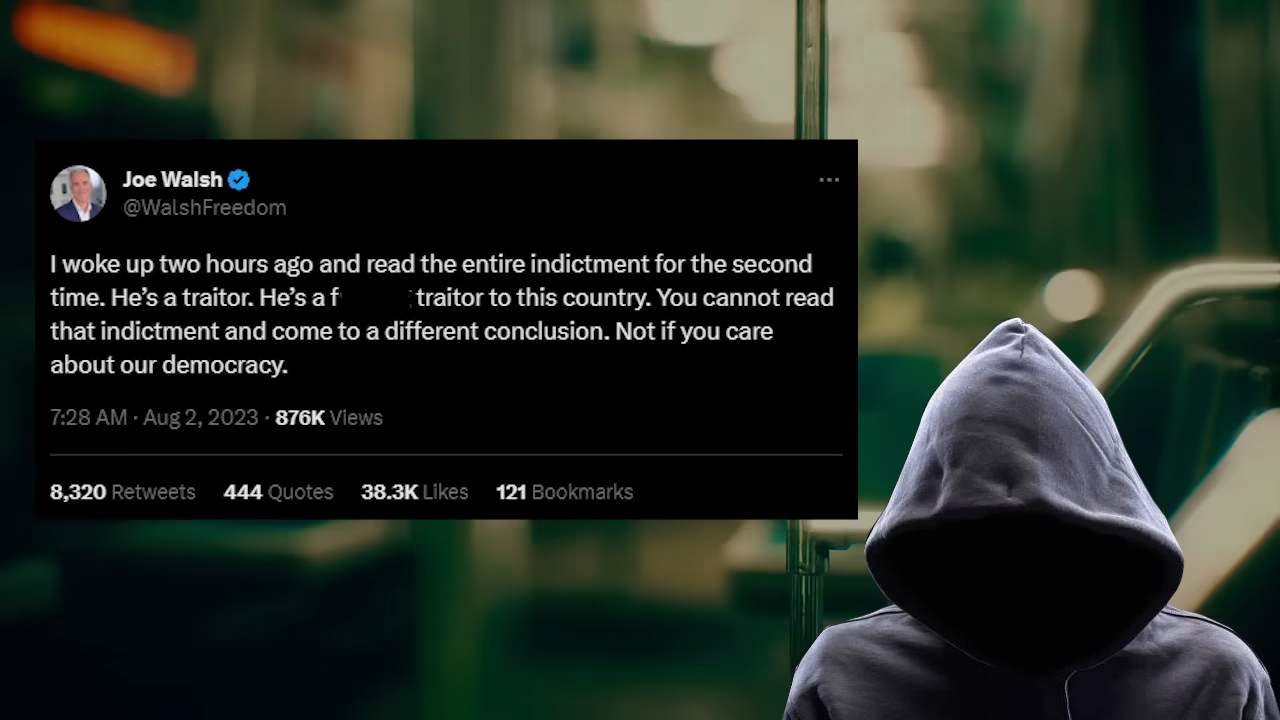 Joe Walsh
@WalshFreedom
I woke up two hours ago and read the entire indictment for the second
time. He’s a traitor. He’s a f traitor to this country. You cannot read
that indictment and come to a different conclusion. Not if you care
about our democracy.
7:28 AM · Aug 2, 2023 · 876K Views
8,320 Retweets 444 Quotes 38.3K Likes 121 Bookmarks